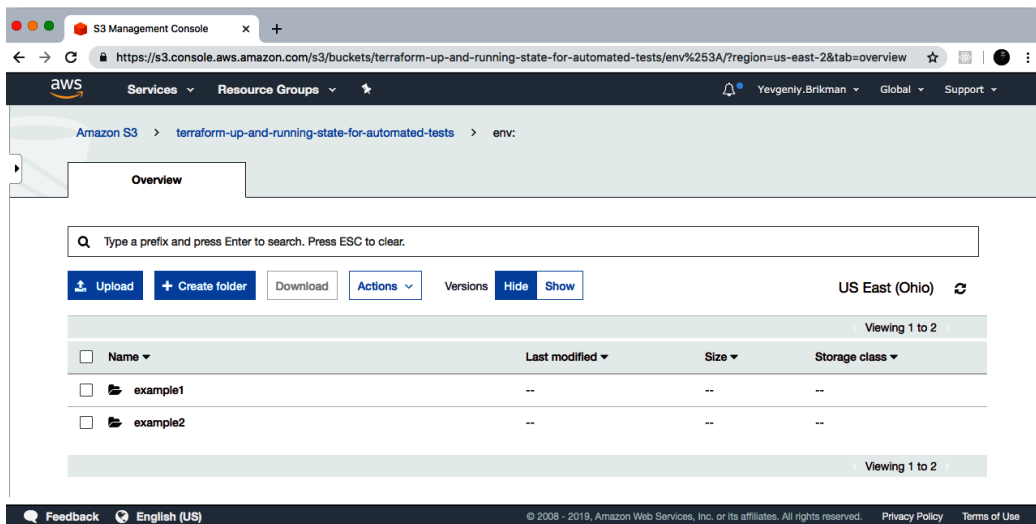 S3 Management Console
https://s3.console.aws.amazon.com/s3/buckets/terraform-up-and-running-state-for-automated-tests/env%253A/?region=us-east-2&tab=overview
aws Services Resource Groups Yevgeniy.Brikman Global Support
Amazon S3 > terraform-up-and-running-state-for-automated-tests > env:
Overview
Type a prefix and press Enter to search. Press ESC to clear.
Upload + Create folder Download Actions Versions Hide Show US East (Ohio)
Viewing 1 to 2
Name Last modified Size Storage class
example1 -- -- --
example2 -- -- --
Viewing 1 to 2
Feedback English (US) © 2008 - 2019, Amazon Web Services, Inc. or its affiliates. All rights reserved. Privacy Policy Terms of Use